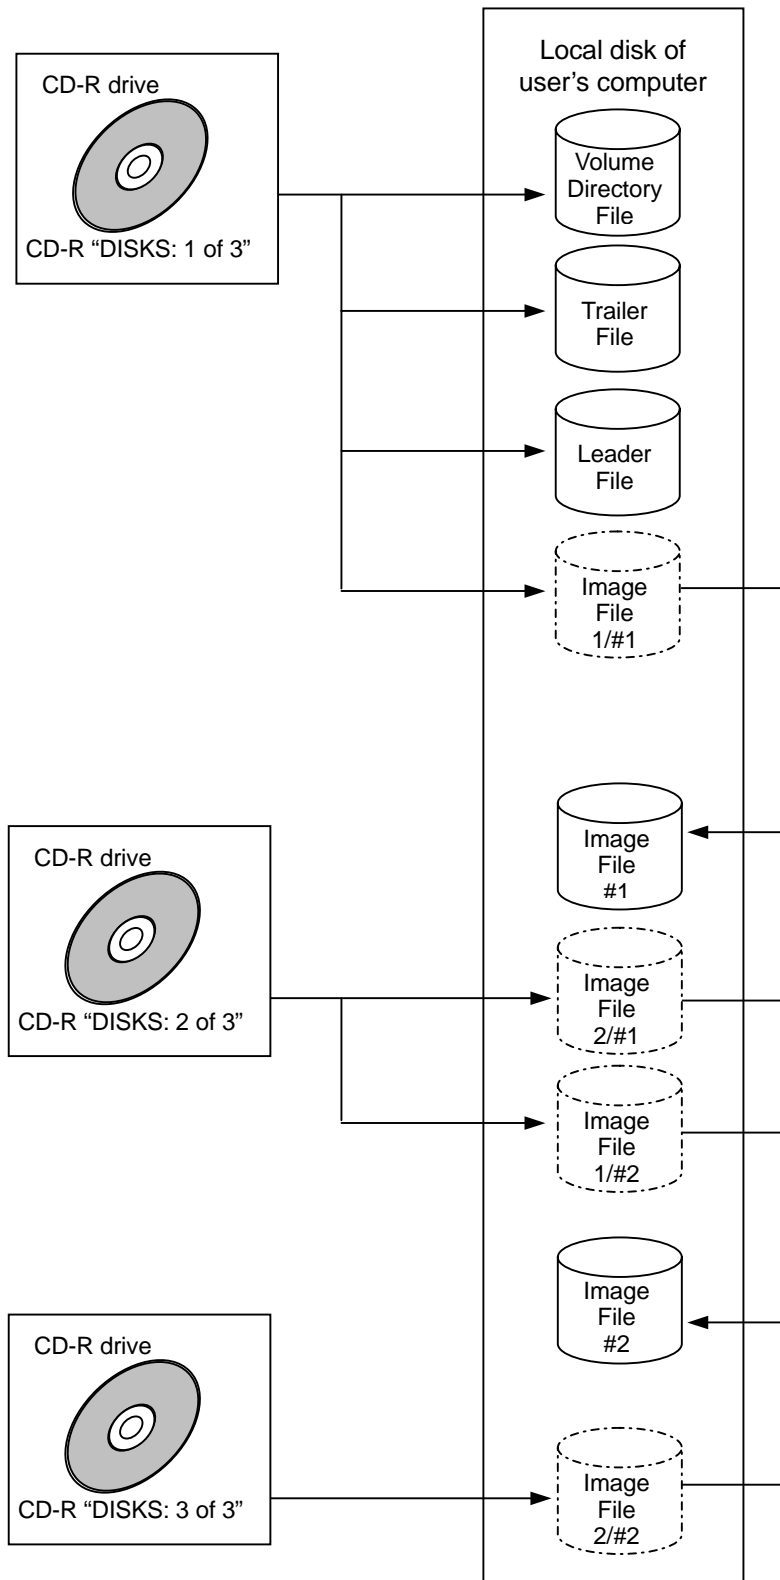 Local disk of
user’s computer
CD-R drive
CD-R “DISKS: 1 of 3”
Volume
Directory
File
Trailer
File
Leader
File
Image
File
1/#1
Image
File
#1
CD-R drive
CD-R “DISKS: 2 of 3”
Image
File
2/#1
Image
File
1/#2
Image
File
#2
CD-R drive
CD-R “DISKS: 3 of 3”
Image
File
2/#2